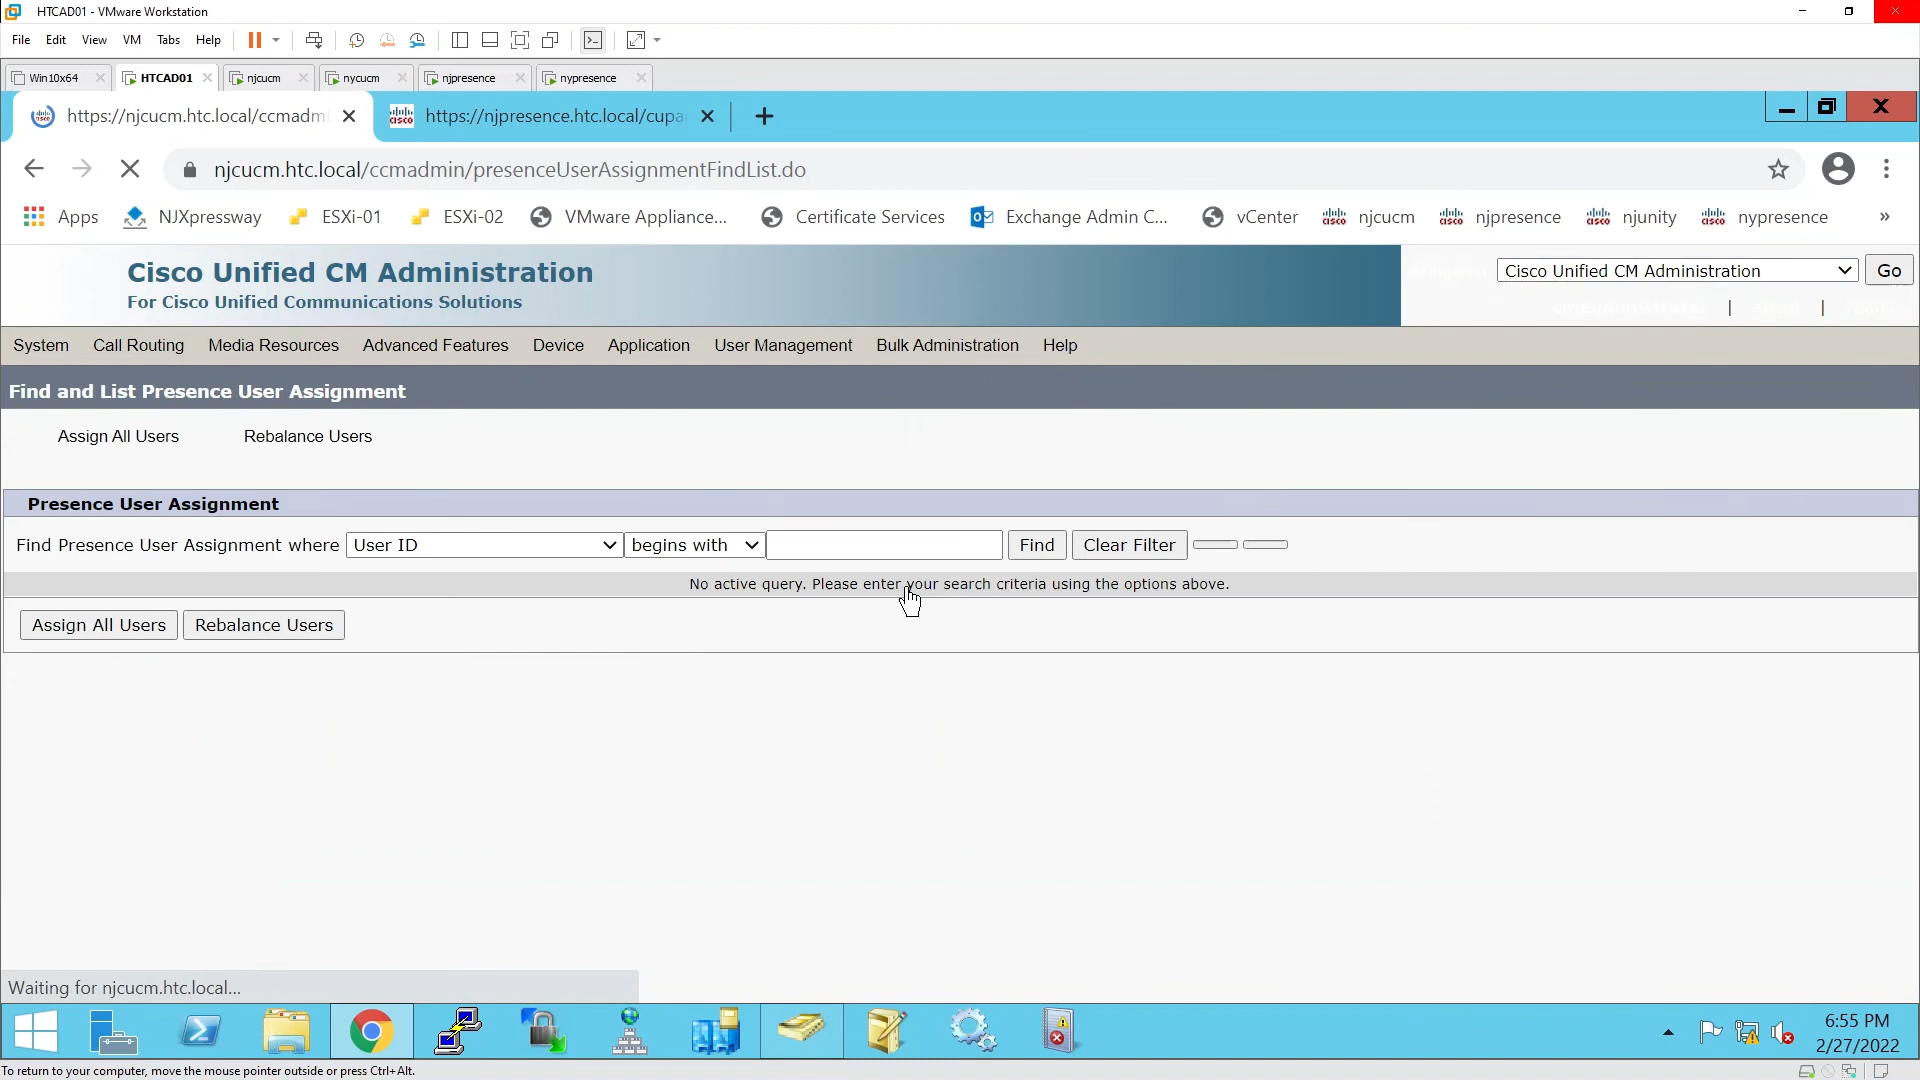 HTCAD01 - VMware Workstation
File Edit View VM Tabs Help
Win10x64 HTCAD01 njcucm nycucm njpresence nypresence
https://njcucm.htc.local/ccmadmi https://njpresence.htc.local/cupa
njcucm.htc.local/ccmadmin/presenceUserAssignmentFindList.do
Apps NJXpressway ESXi-01 ESXi-02 VMware Appliance... Certificate Services Exchange Admin C... vCenter njcucm njpresence njunity nypresence »
Cisco Unified CM Administration
For Cisco Unified Communications Solutions
Cisco Unified CM Administration Go
System Call Routing Media Resources Advanced Features Device Application User Management Bulk Administration Help
Find and List Presence User Assignment
Assign All Users Rebalance Users
Presence User Assignment
Find Presence User Assignment where User ID begins with Find Clear Filter
No active query. Please enter your search criteria using the options above.
Assign All Users Rebalance Users
Waiting for njcucm.htc.local...
6:55 PM
2/27/2022
To return to your computer, move the mouse pointer outside or press Ctrl+Alt.